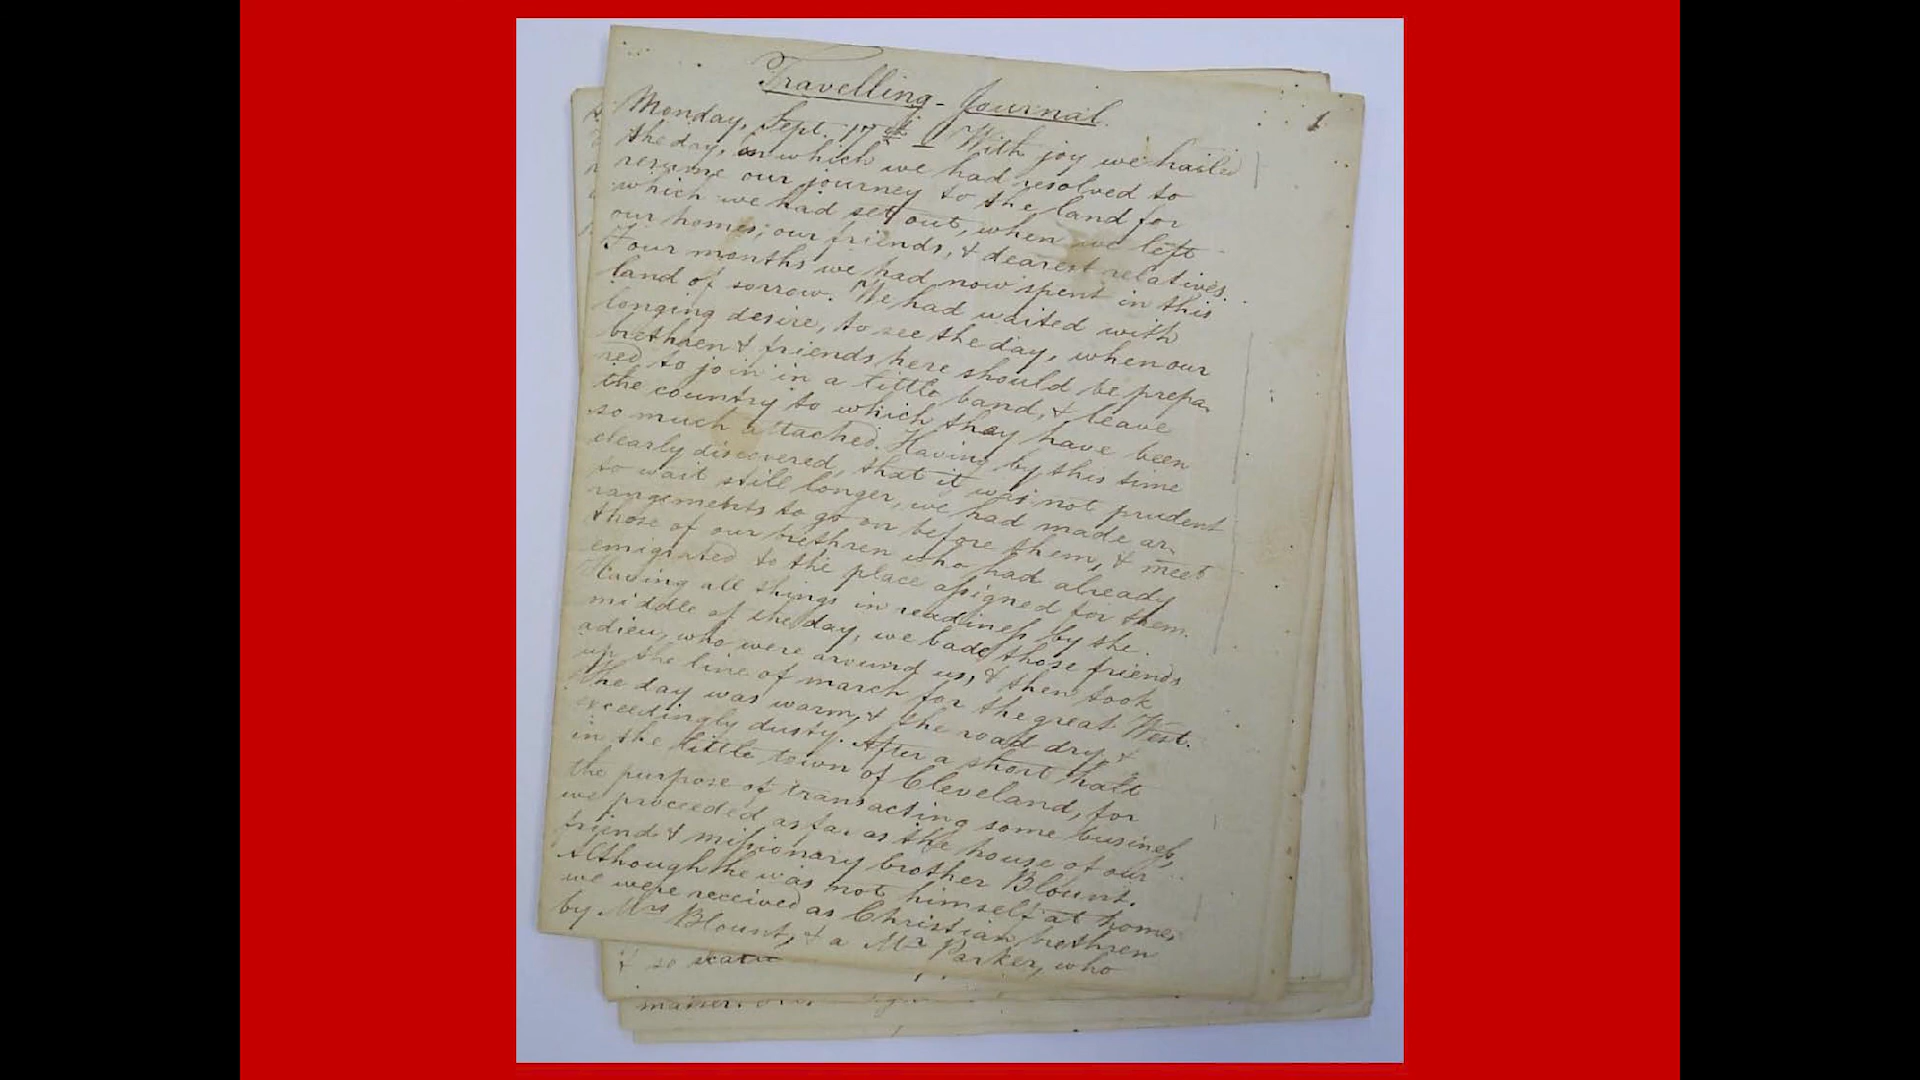 Travelling - Journal.
1
Monday, Sept. 17th With joy we hailed
the day, on which we had resolved to
resume our journey to the land for
which we had set out, when we left
our homes, our friends, & dearest relatives.
Four months we had now spent in this
land of sorrow. We had waited with
longing desire, to see the day, when our
brethren & friends here should be prepa-
red to join in a little band, & leave
the country to which they have been
so much attached. Having by this time
clearly discovered, that it was not prudent
to wait still longer, we had made ar-
rangements to go on before them, & meet
those of our brethren who had already
emigrated to the place assigned for them.
Having all things in readiness by the
middle of the day, we bade those friends
adieu, who were around us, & then took
up the line of march for the great West.
The day was warm, & the road dry &
exceedingly dusty. After a short halt
in the little town of Cleveland, for
the purpose of transacting some business,
we proceeded as far as the house of our
friend & missionary brother Blount.
Although he was not himself at home,
we were received as Christian brethren
by Mrs Blount, & a Mr Parker, who
& so